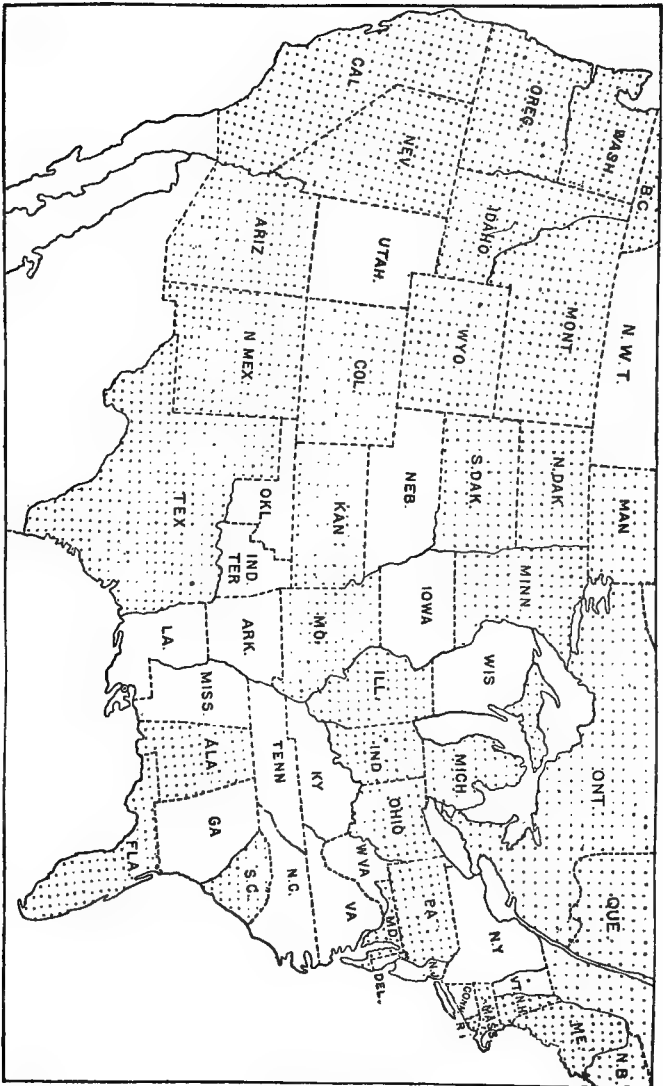 WASH.
B.C.
N.W.T.
MAN
ONT
QUE.
N.B
OREG.
IDAHO
MONT.
N.DAK
MINN
WIS
MICH.
N.Y
VT.
N.H.
ME.
MASS
CONN
R I
CAL
NEV.
UTAH.
WYO
S.DAK.
NEB
IOWA
ILL.
IND
OHIO
PA
N.J.
ARIZ
N MEX.
COL.
KAN
MO.
KY
W VA
VA
MD.
DEL.
OKL
IND.
TER
ARK.
TENN
N.C.
TEX
LA.
MISS
ALA.
GA
S.C.
FLA